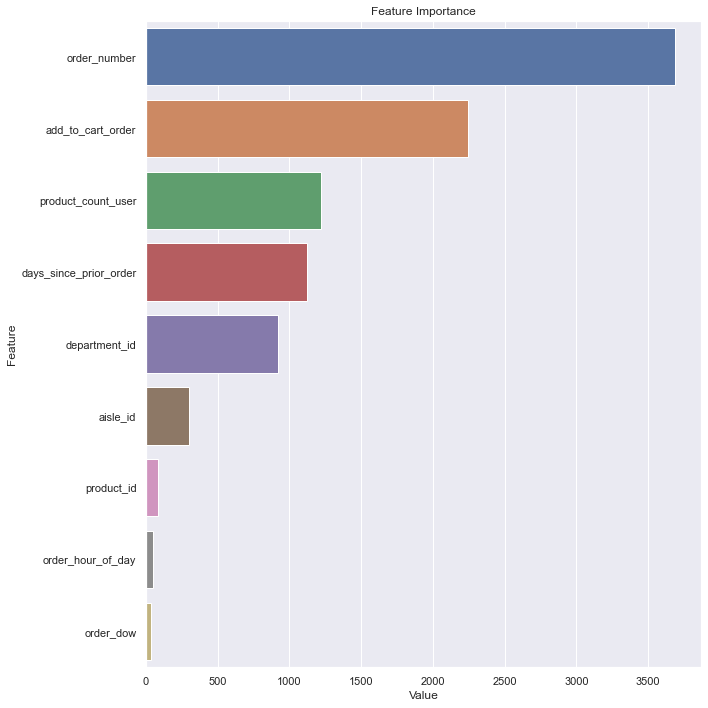 Feature Importance
order_number
add_to_cart_order
product_count_user
days_since_prior_order
department_id
aisle_id
product_id
order_hour_of_day
order_dow
Feature
0 500 1000 1500 2000 2500 3000 3500
Value